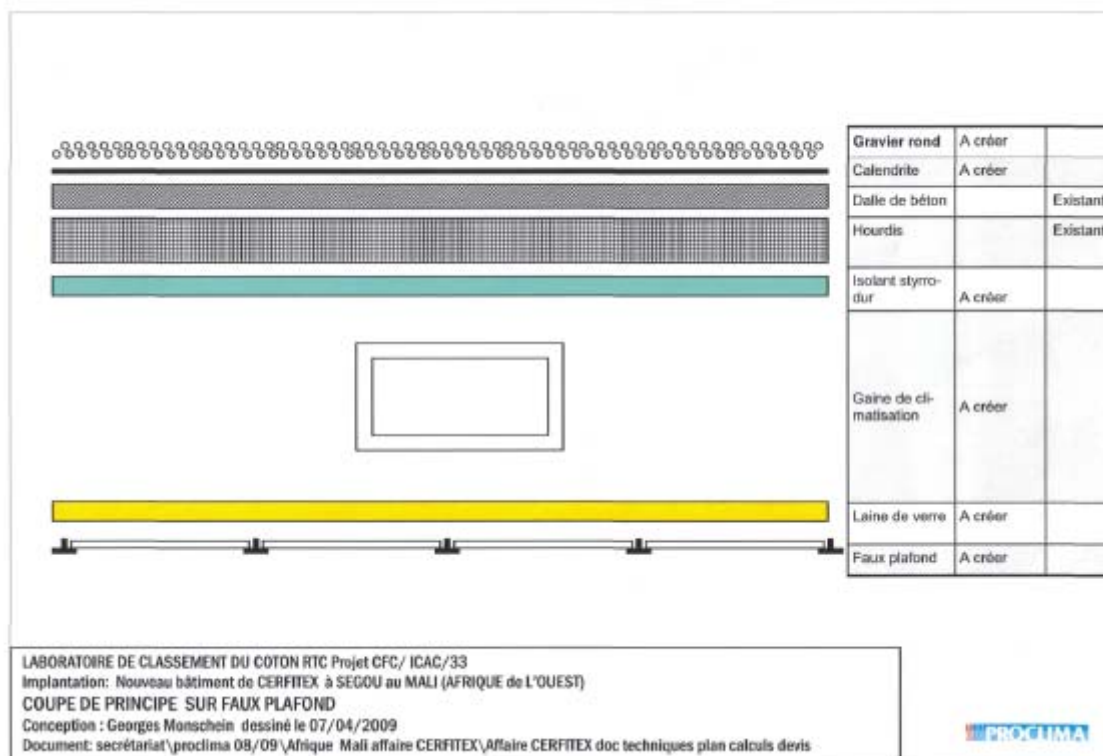 Gravier rond A créer
Calendrite A créer
Dalle de béton Existant
Hourdis Existant
Isolant styrro-
dur A créer
Gaine de cli-
matisation A créer
Laine de verre A créer
Faux plafond A créer
LABORATOIRE DE CLASSEMENT DU COTON RTC Projet CFC/ ICAC/33
Implantation: Nouveau bâtiment de CERFITEX à SEGOU au MALI (AFRIQUE de L'OUEST)
COUPE DE PRINCIPE SUR FAUX PLAFOND
Conception : Georges Monschein dessiné le 07/04/2009
Document: secrétariat\proclima 08/09\Afrique Mali affaire CERFITEX\Affaire CERFITEX doc techniques plan calculs devis
PROCLIMA